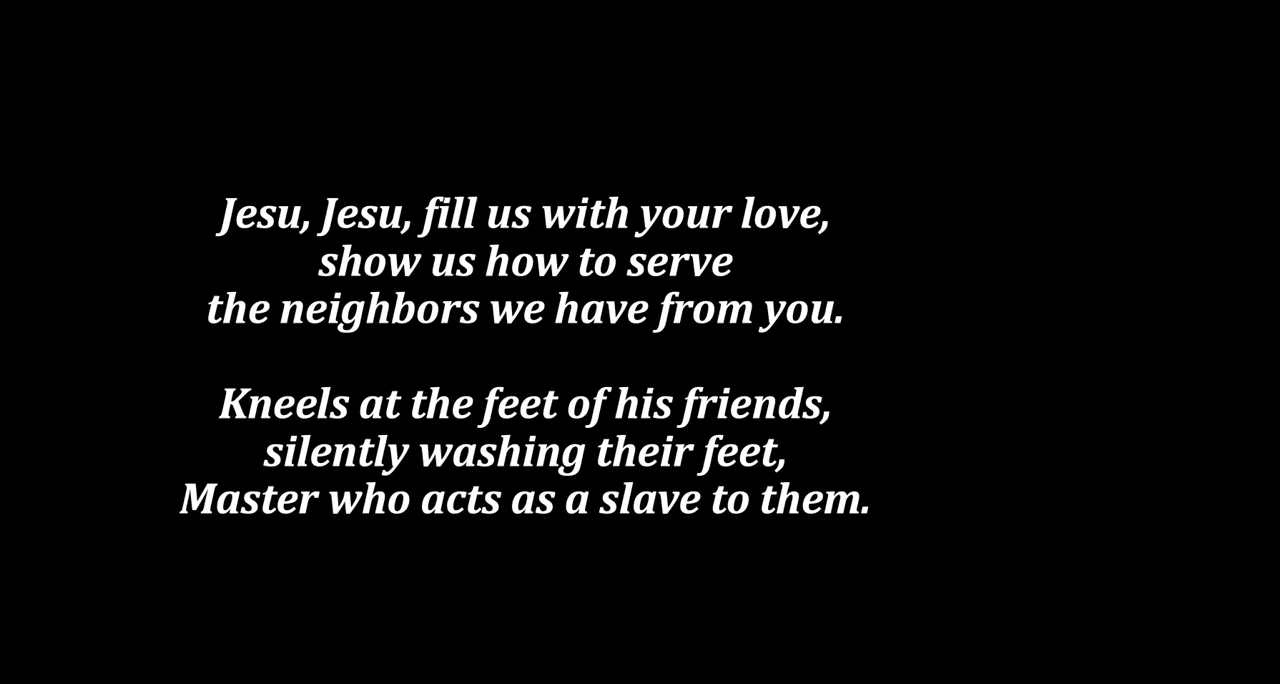 Jesu, Jesu, fill us with your love,
show us how to serve
the neighbors we have from you.
Kneels at the feet of his friends,
silently washing their feet,
Master who acts as a slave to them.